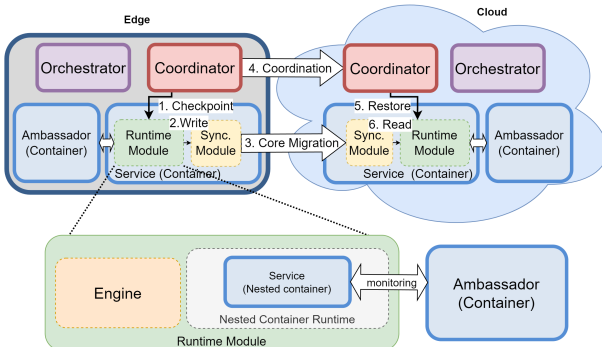 Edge
Cloud
Orchestrator
Coordinator
4. Coordination
Coordinator
Orchestrator
1. Checkpoint
5. Restore
2.Write
6. Read
Ambassador
(Container)
Runtime
Module
Sync.
Module
3. Core Migration
Sync.
Module
Runtime
Module
Ambassador
(Container)
Service (Container)
Service (Container)
Engine
Service
(Nested container)
monitoring
Ambassador
(Container)
Nested Container Runtime
Runtime Module